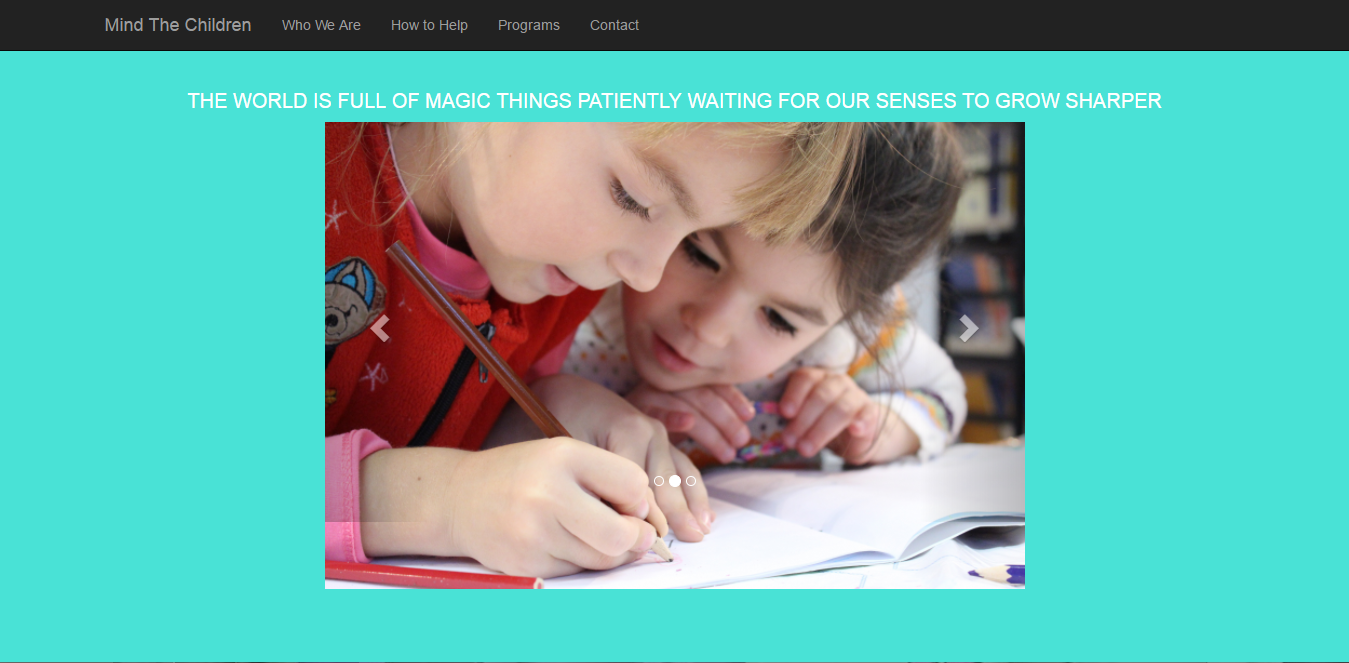 Mind The Children Who We Are How to Help Programs Contact
THE WORLD IS FULL OF MAGIC THINGS PATIENTLY WAITING FOR OUR SENSES TO GROW SHARPER